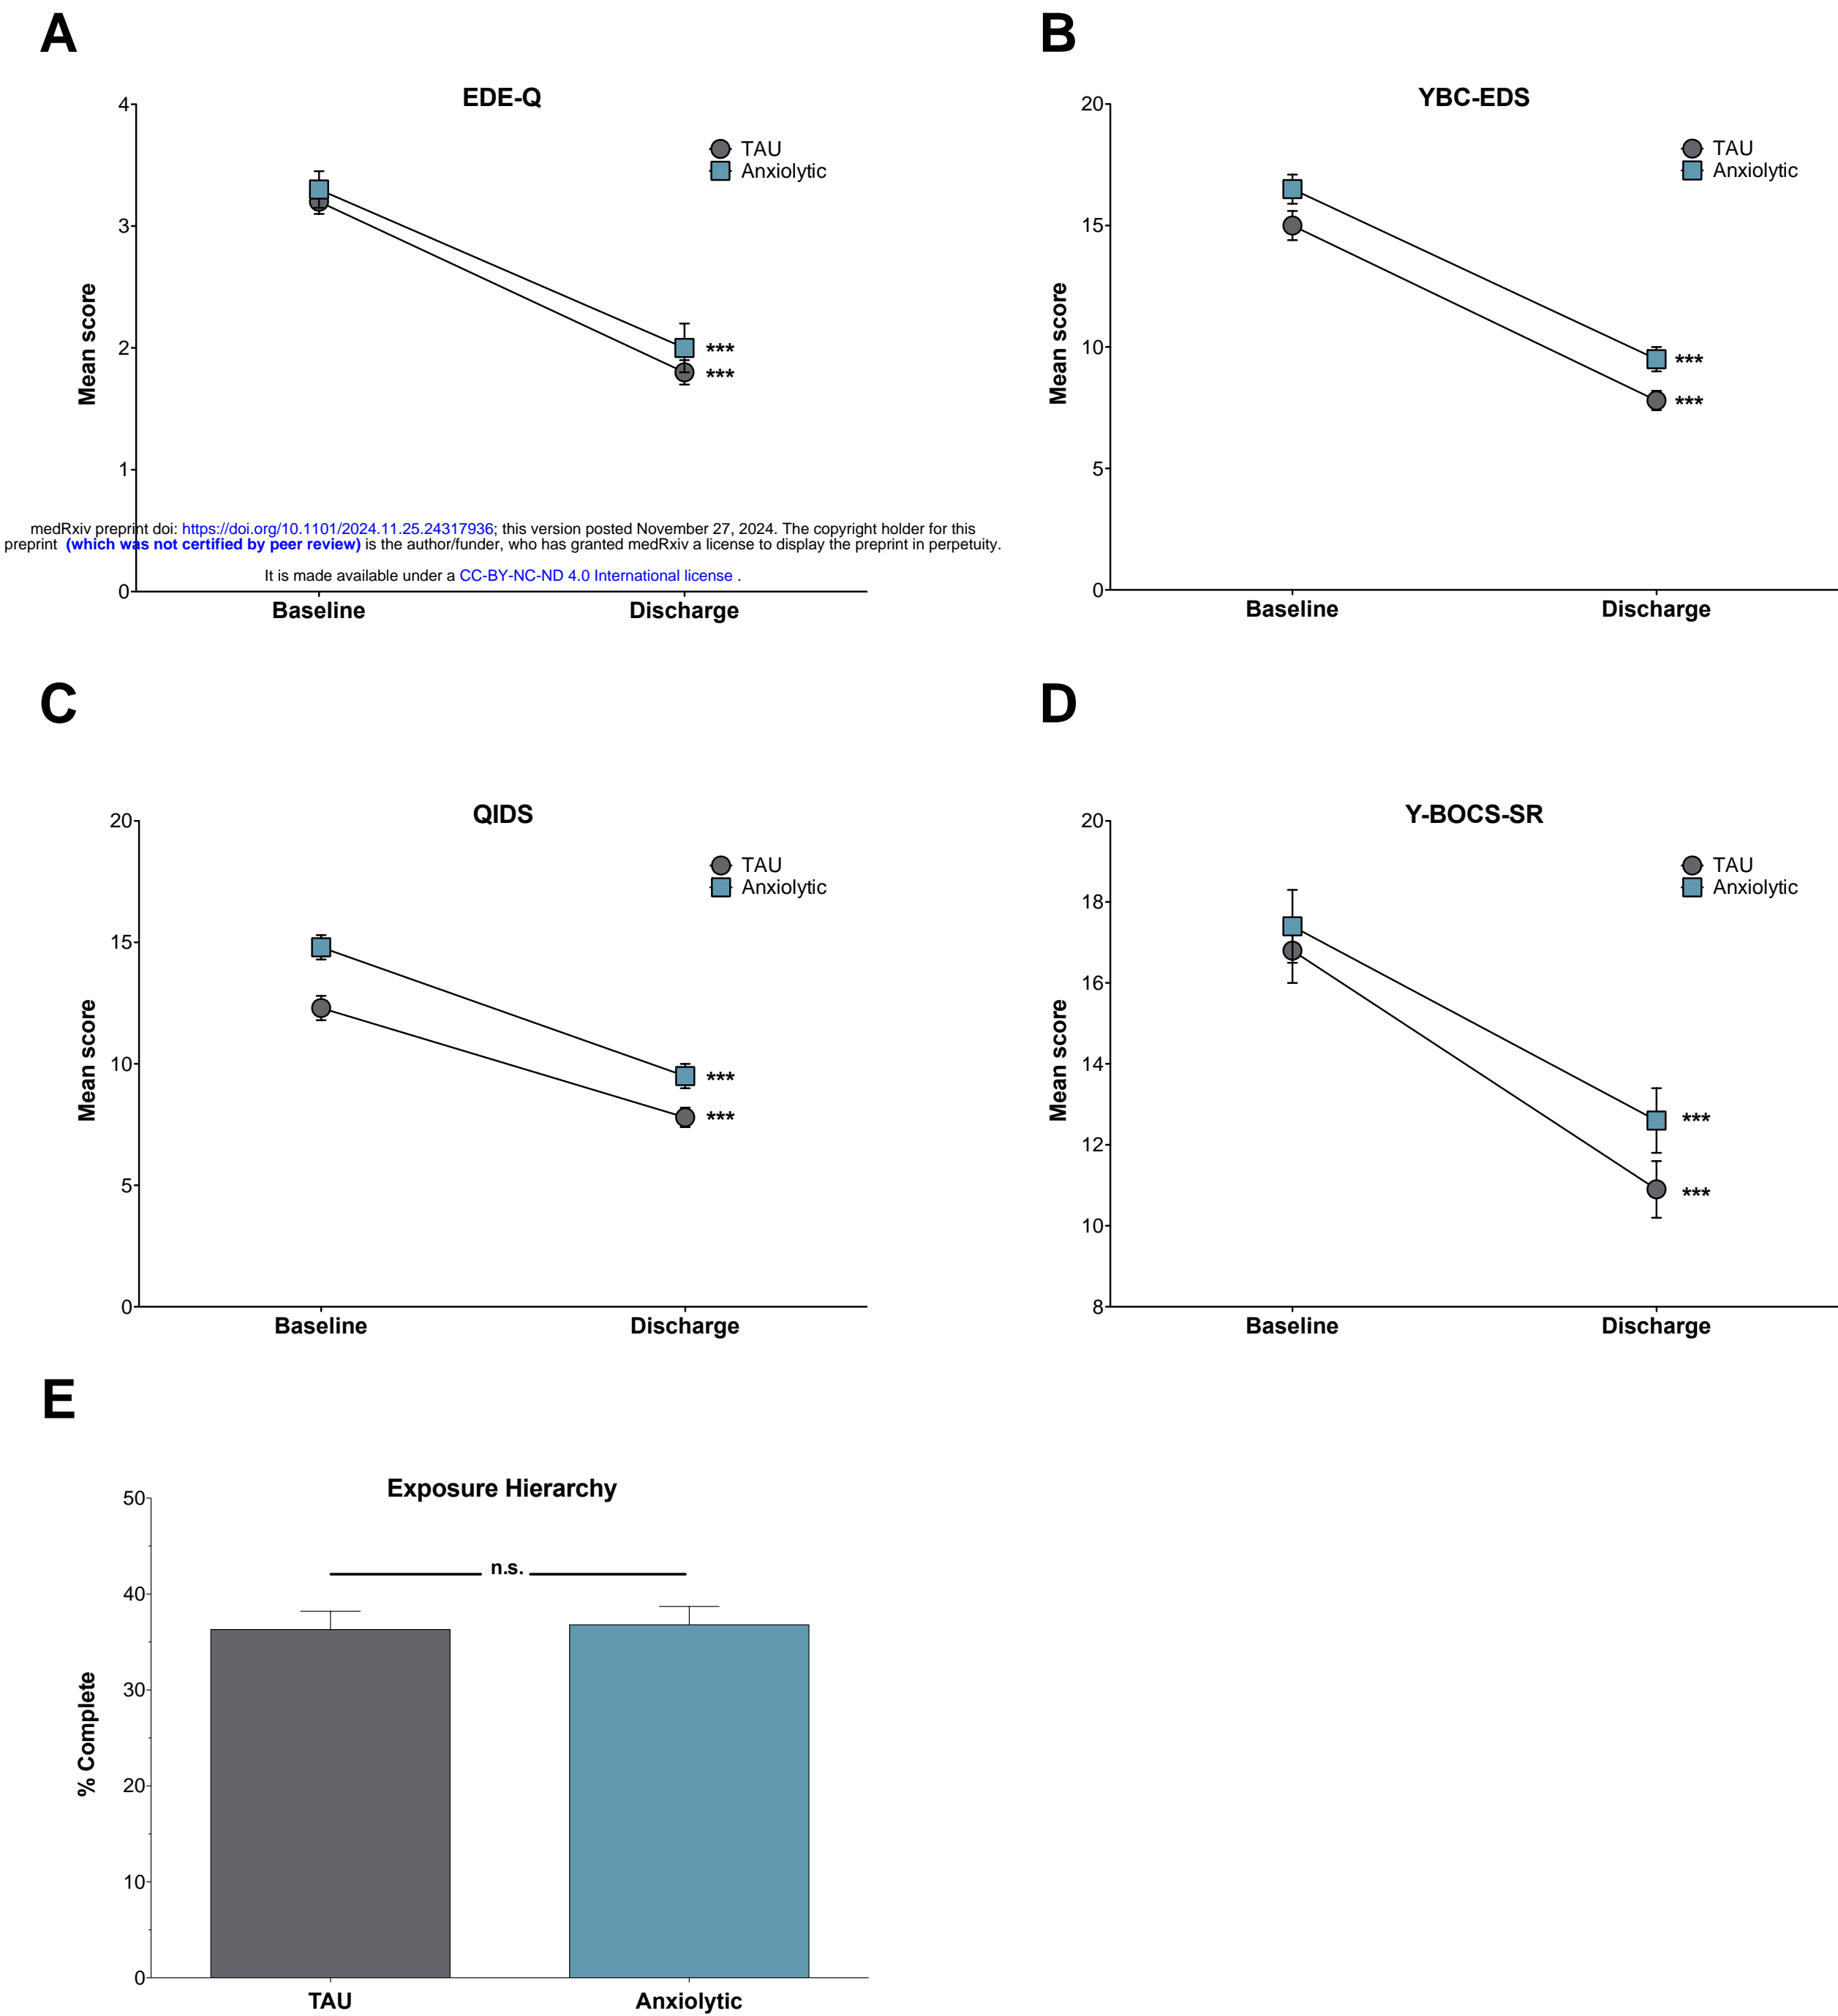 A
EDE-Q
4
3
2
1
0
Mean score
TAU
Anxiolytic
***
***
Baseline
Discharge
medRxiv preprint doi: https://doi.org/10.1101/2024.11.25.24317936; this version posted November 27, 2024. The copyright holder for this
preprint (which was not certified by peer review) is the author/funder, who has granted medRxiv a license to display the preprint in perpetuity.
It is made available under a CC-BY-NC-ND 4.0 International license .
B
YBC-EDS
20
15
10
5
0
Mean score
TAU
Anxiolytic
***
***
Baseline
Discharge
C
QIDS
20
15
10
5
0
Mean score
TAU
Anxiolytic
***
***
Baseline
Discharge
D
Y-BOCS-SR
20
18
16
14
12
10
8
Mean score
TAU
Anxiolytic
***
***
Baseline
Discharge
E
Exposure Hierarchy
50
40
30
20
10
0
% Complete
n.s.
TAU
Anxiolytic